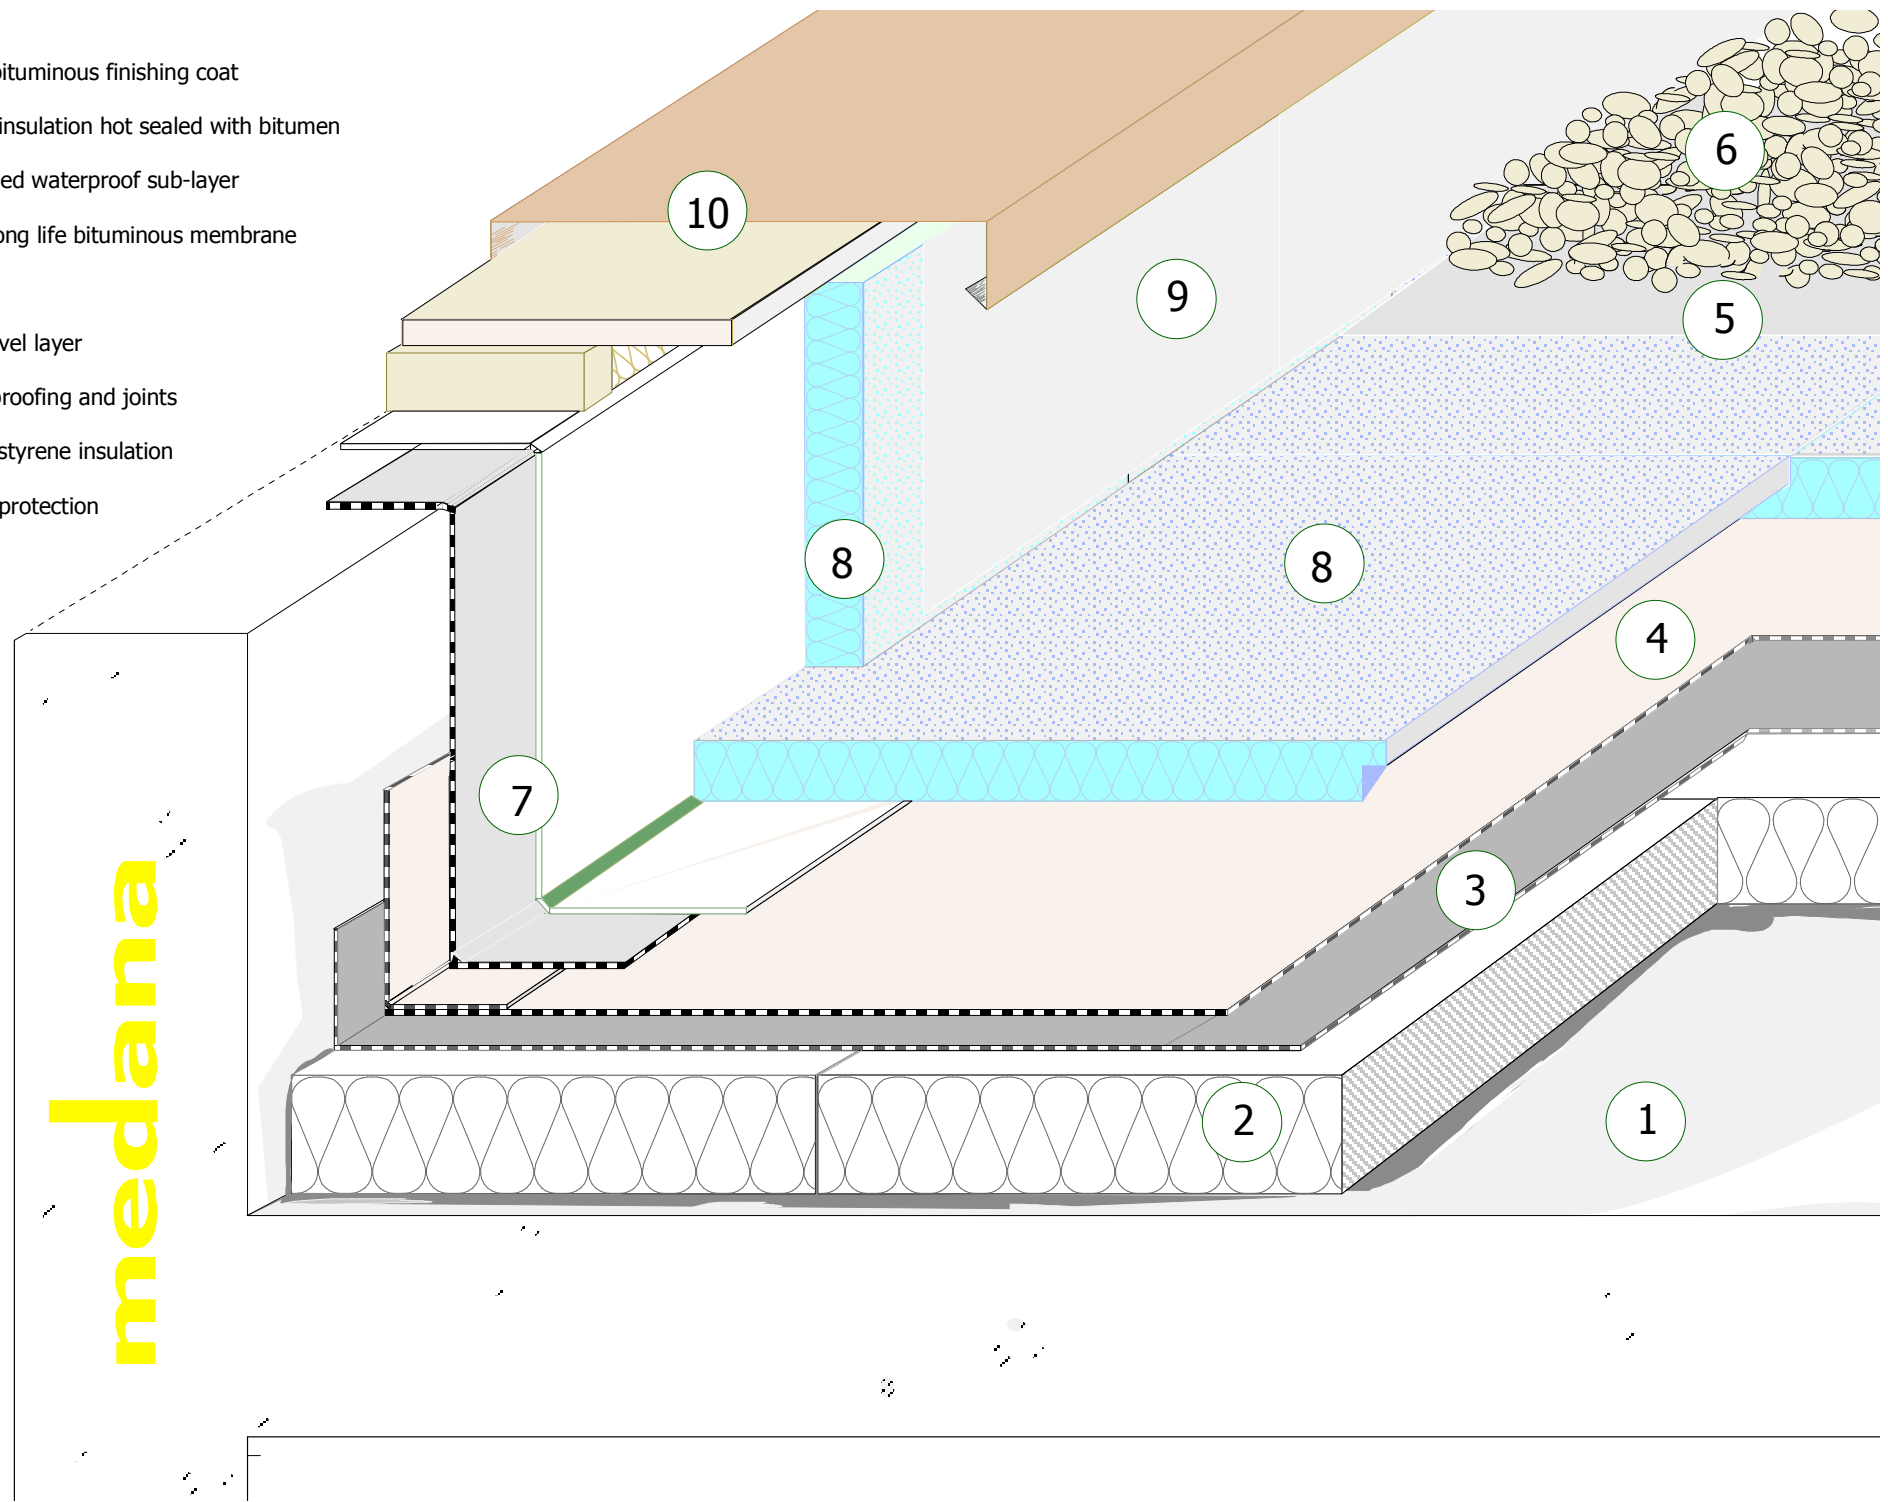 bituminous finishing coat
insulation hot sealed with bitumen
ed waterproof sub-layer
ong life bituminous membrane
vel layer
proofing and joints
styrene insulation
protection
10
6
9
5
8
8
4
7
3
2
1
medana